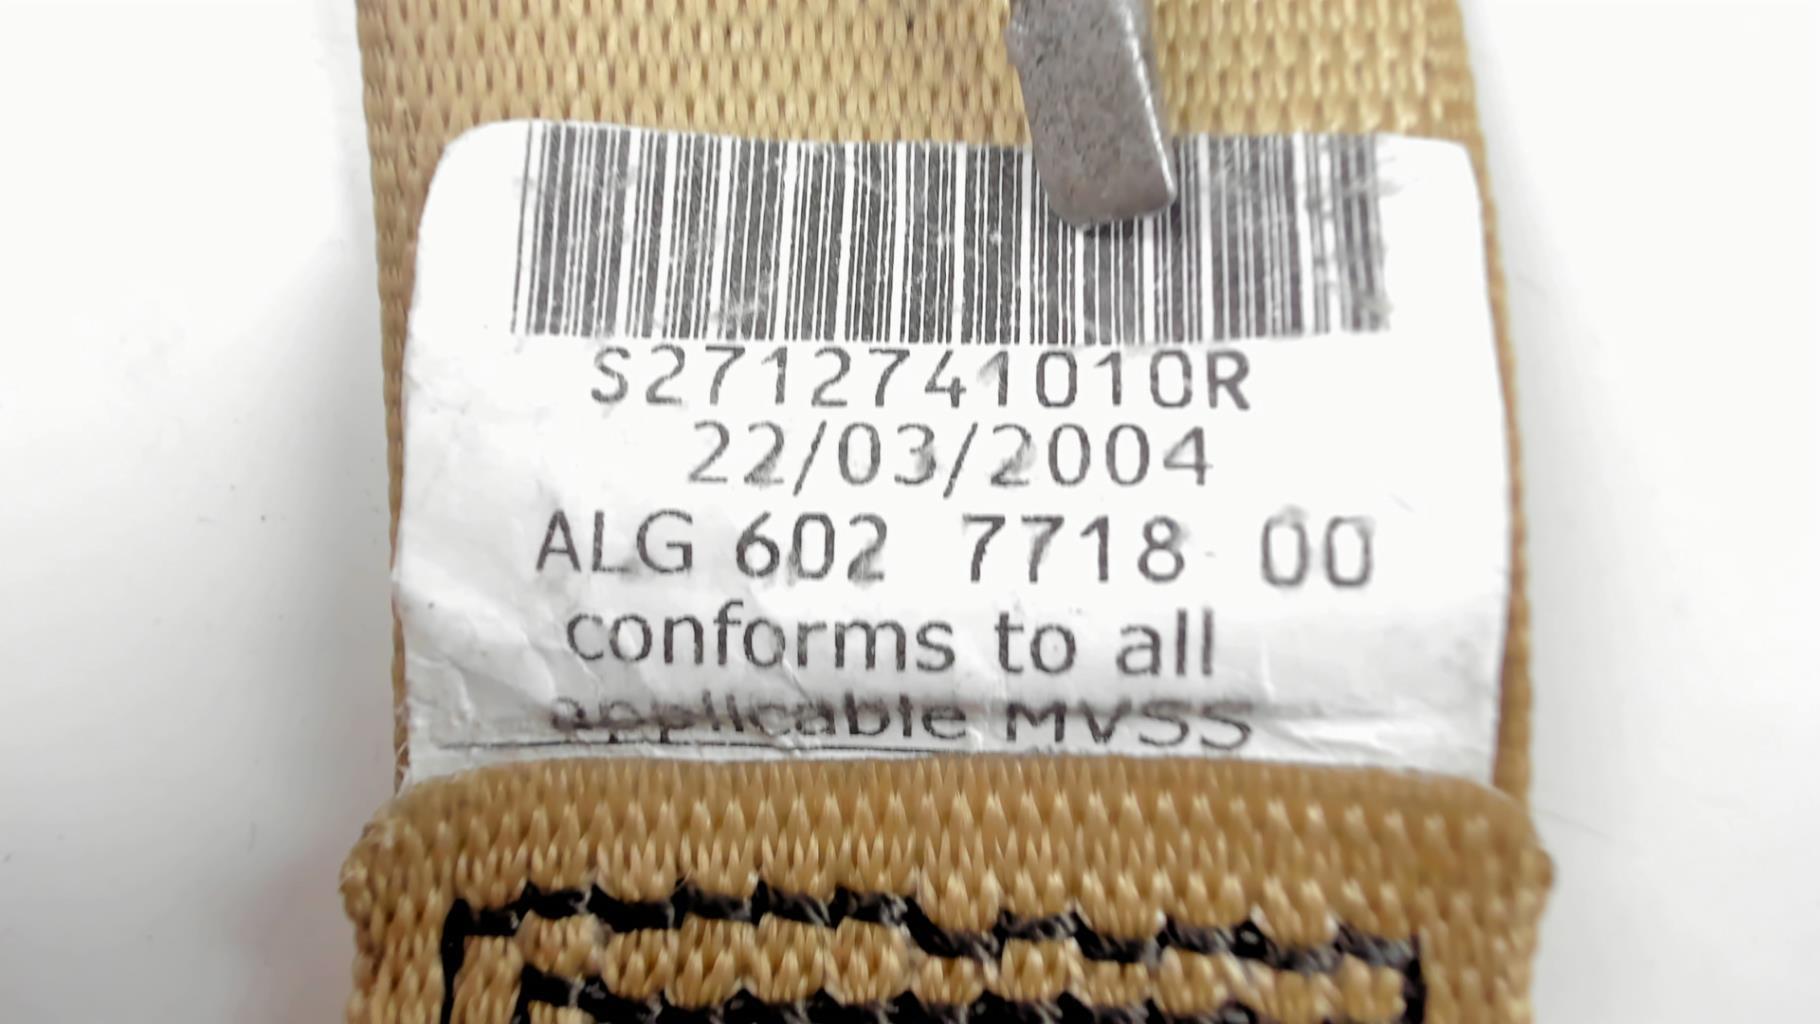 S2712741010R
22/03/2004
ALG 602 7718 00
conforms to all
applicable MVSS